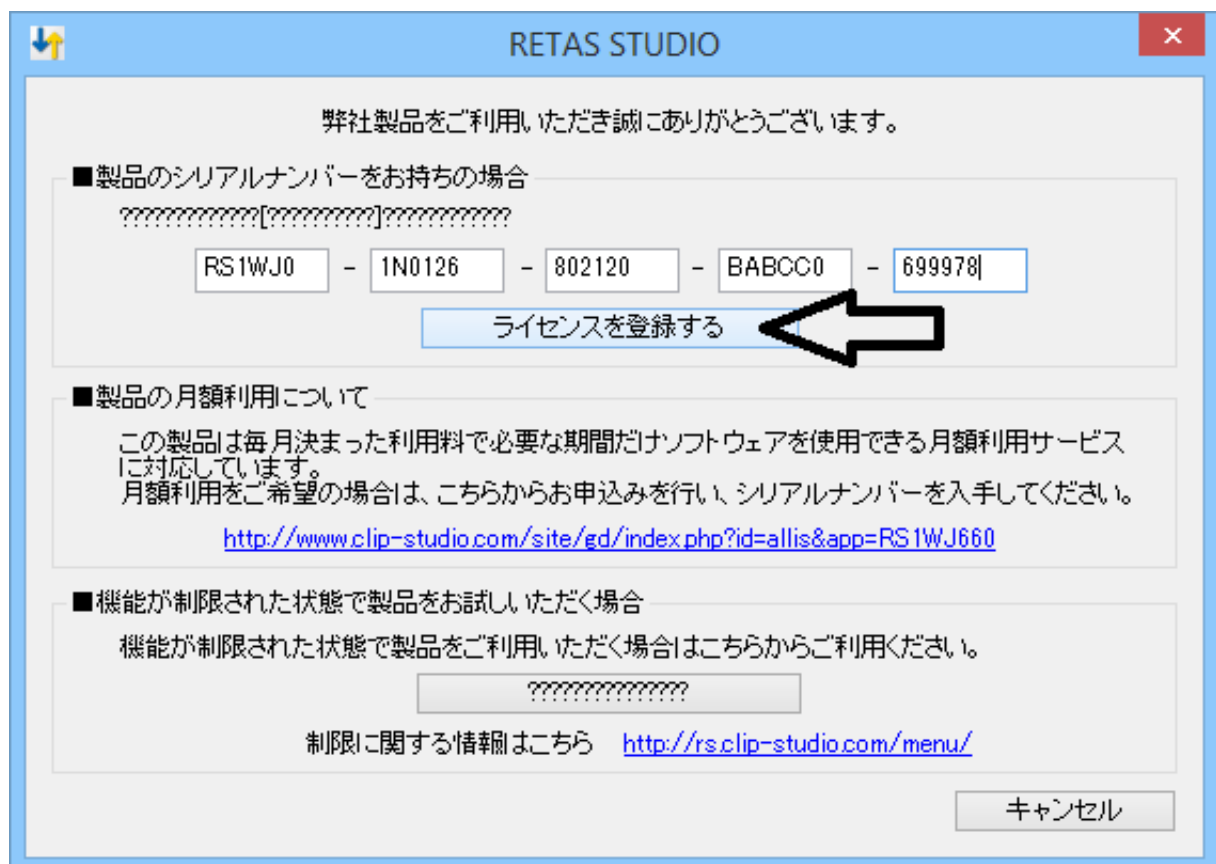 RETAS STUDIO
弊社製品をご利用いただき誠にありがとうございます。
■製品のシリアルナンバーをお持ちの場合
?????????????[??????????]????????????
RS1WJ0 - 1N0126 - 802120 - BABCC0 - 699978
ライセンスを登録する
■製品の月額利用について
この製品は毎月決まった利用料で必要な期間だけソフトウェアを使用できる月額利用サービス
に対応しています。
月額利用をご希望の場合は、こちらからお申込みを行い、シリアルナンバーを入手してください。
http://www.clip-studio.com/site/gd/index.php?id=allis&app=RS1WJ660
■機能が制限された状態で製品をお試しいただく場合
機能が制限された状態で製品をご利用いただく場合はこちらからご利用ください。
???????????????
制限に関する情報はこちら http://rs.clip-studio.com/menu/
キャンセル